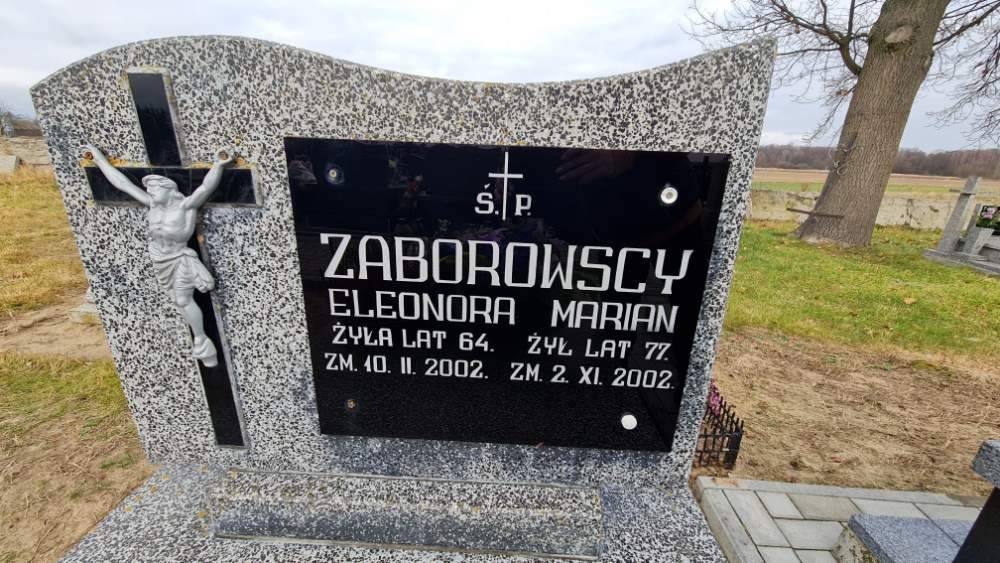 Ś.P.
ZABOROWSCY
ELEONORA MARIAN
ŻYŁA LAT 64. ŻYŁ LAT 77.
ZM. 10. II. 2002. ZM. 2. XI. 2002.